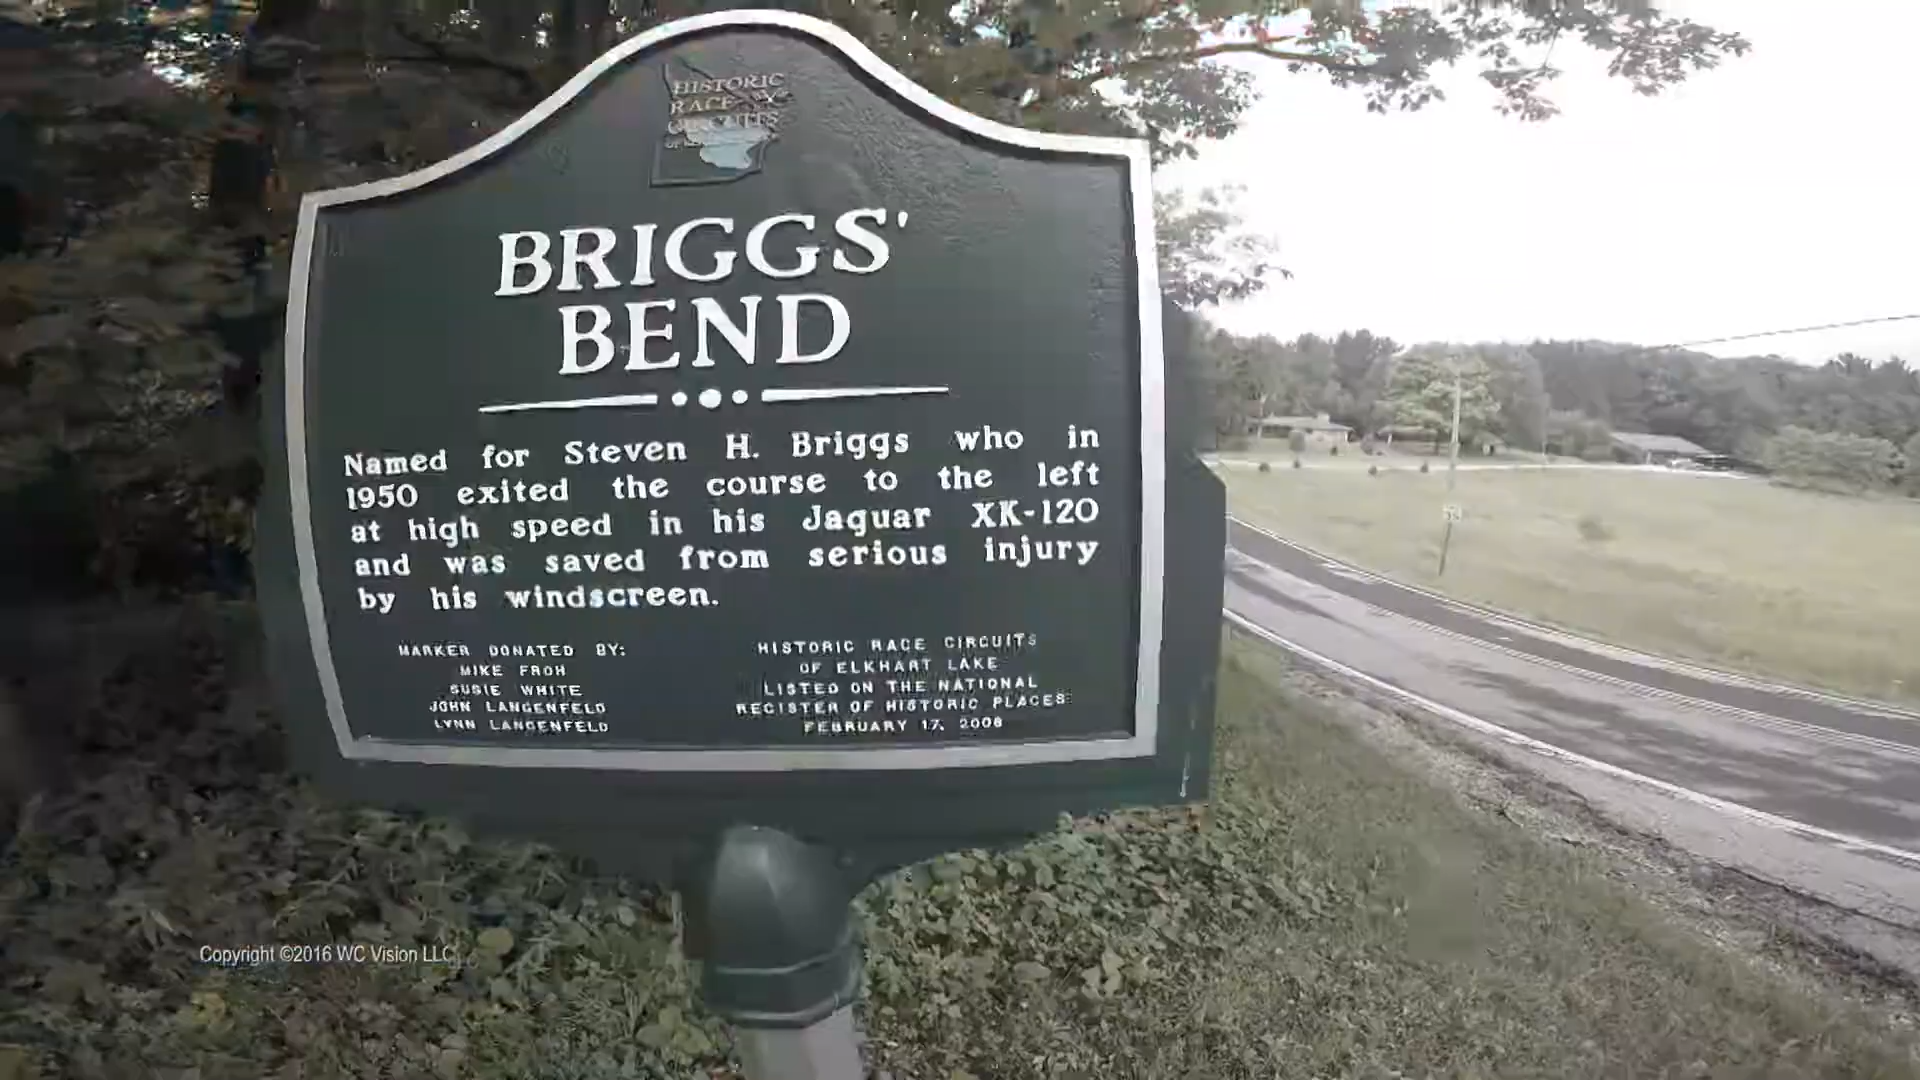 HISTORIC
RACE
CIRCUITS
BRIGGS'
BEND
Named for Steven H. Briggs who in
1950 exited the course to the left
at high speed in his Jaguar XK-120
and was saved from serious injury
by his windscreen.
MARKER DONATED BY:
MIKE FROH
SUSIE WHITE
JOHN LANGENFELD
LYNN LANGENFELD
HISTORIC RACE CIRCUITS
OF ELKHART LAKE
LISTED ON THE NATIONAL
REGISTER OF HISTORIC PLACES
FEBRUARY 17, 2006
Copyright ©2016 WC Vision LLC